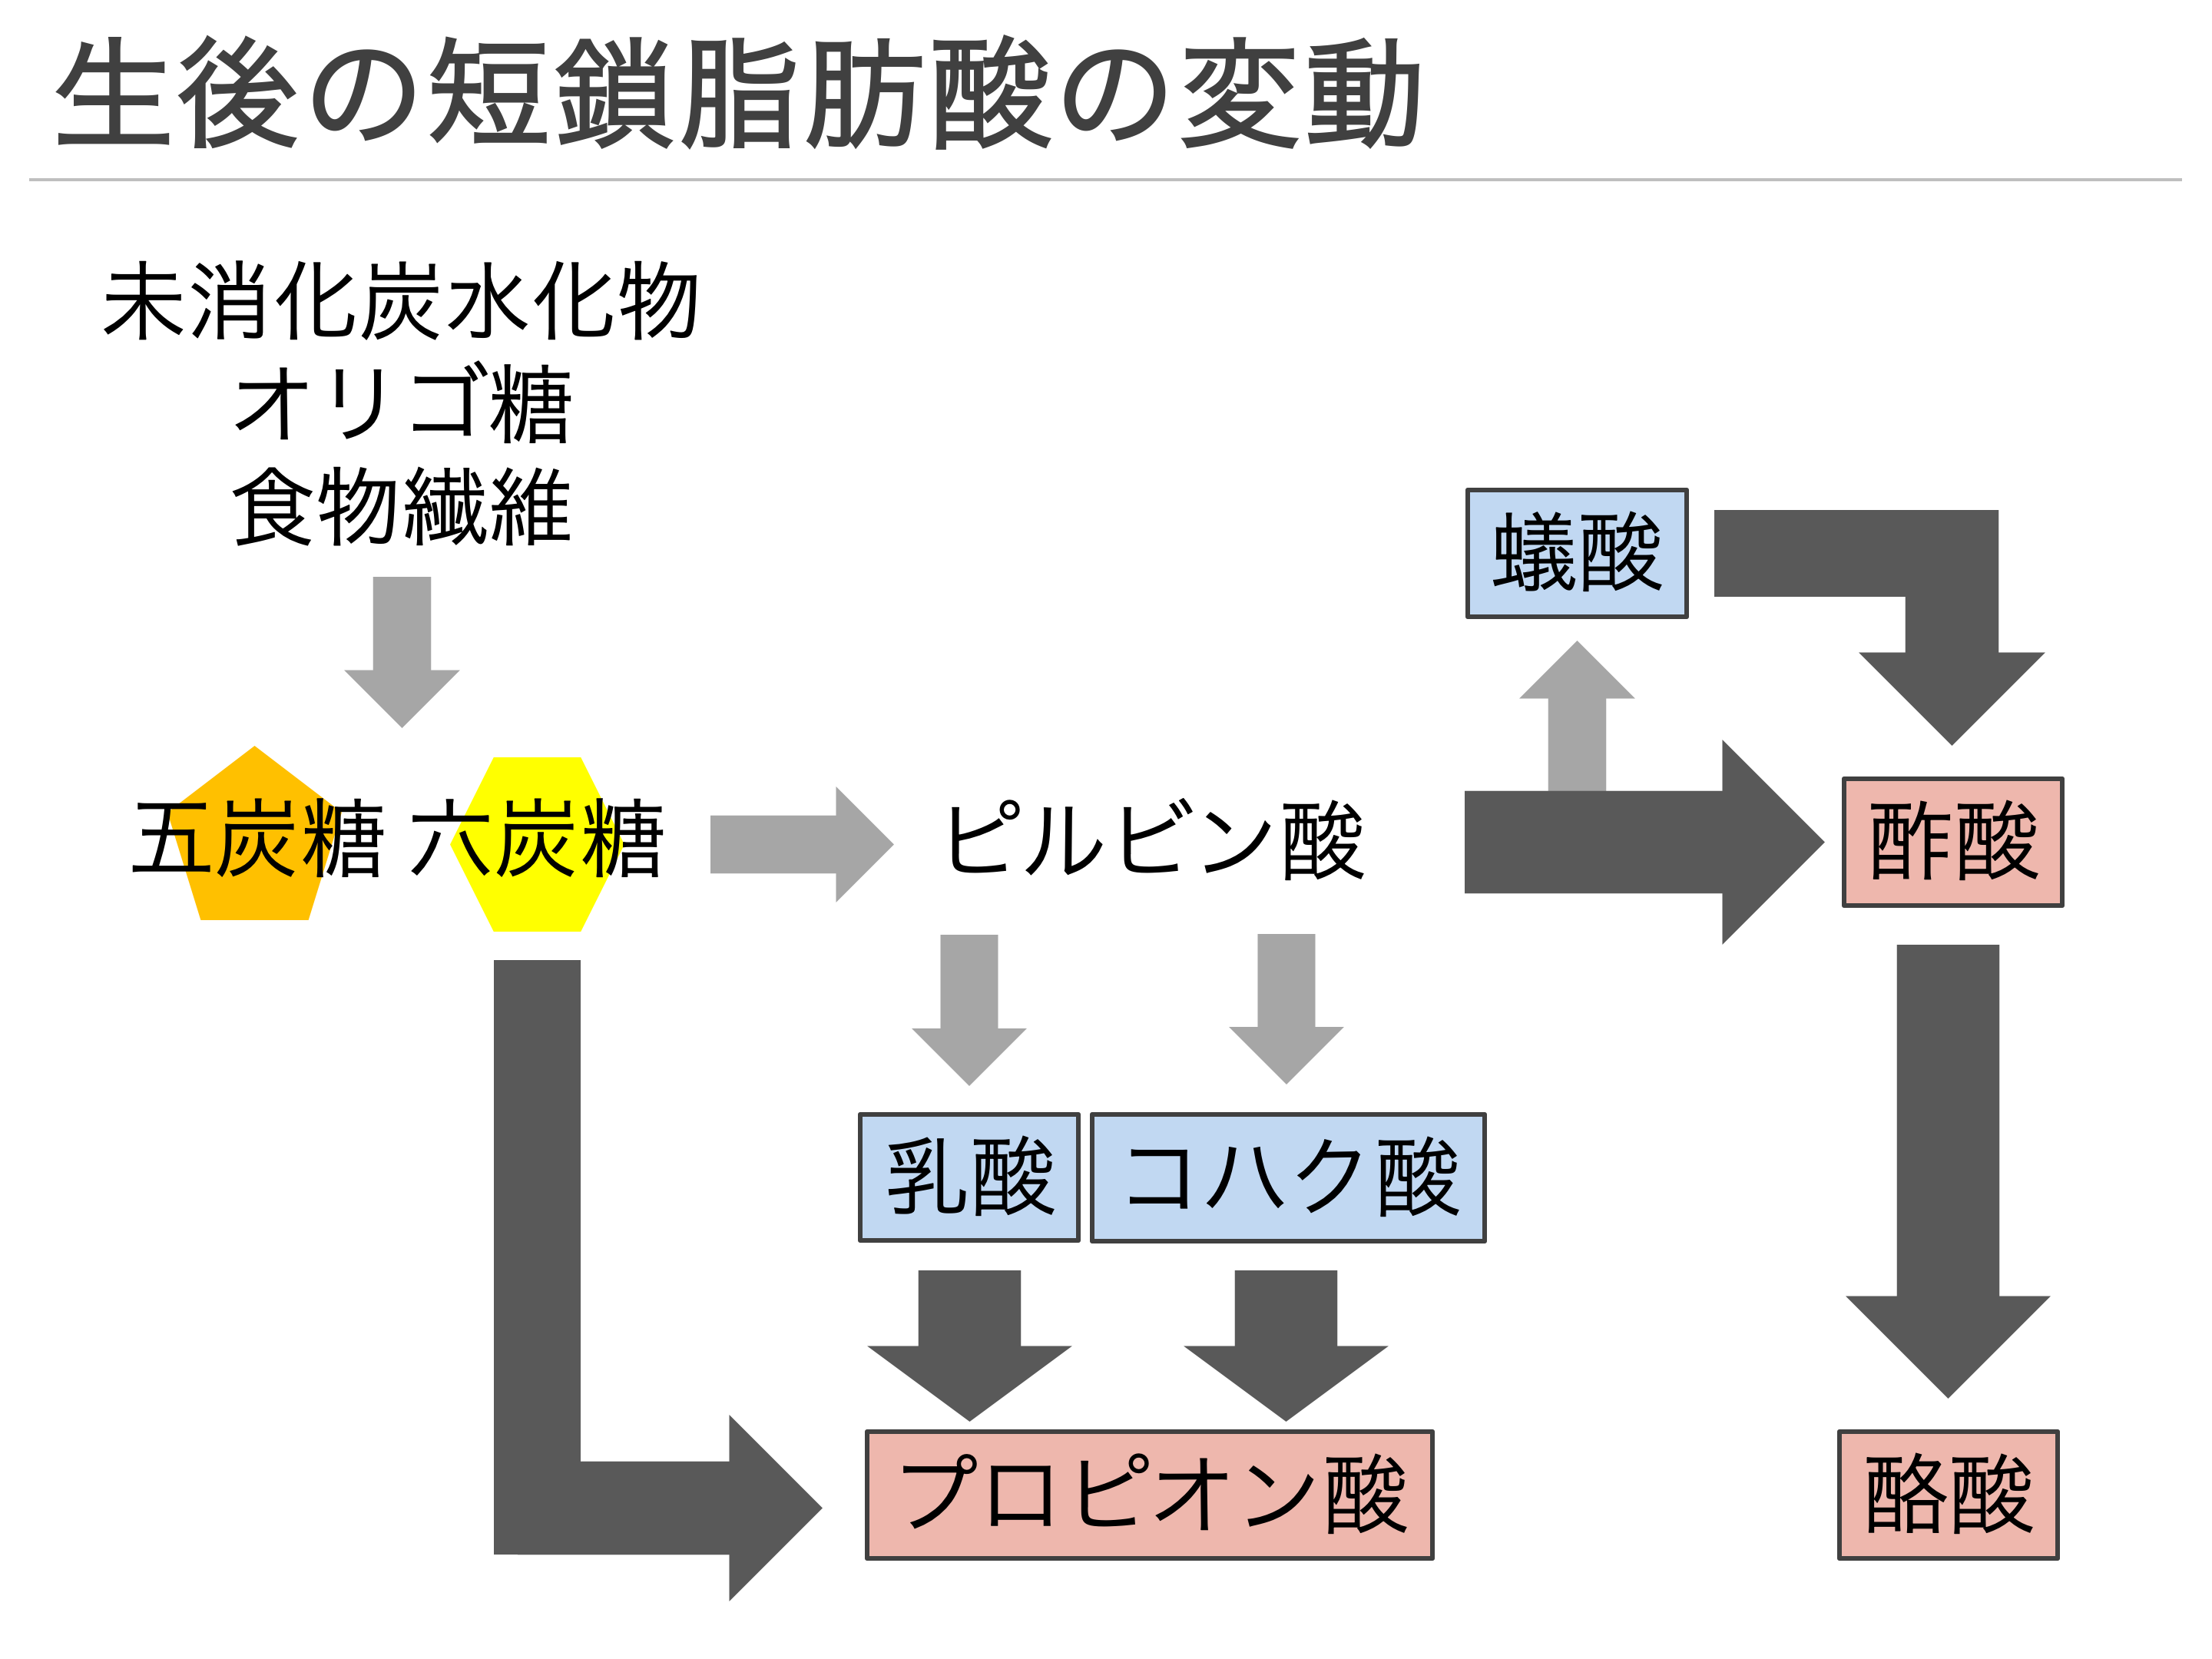 生後の短鎖脂肪酸の変動
未消化炭水化物
オリゴ糖
食物繊維
蟻酸
五炭糖 六炭糖
ピルビン酸
酢酸
乳酸
コハク酸
プロピオン酸
酪酸